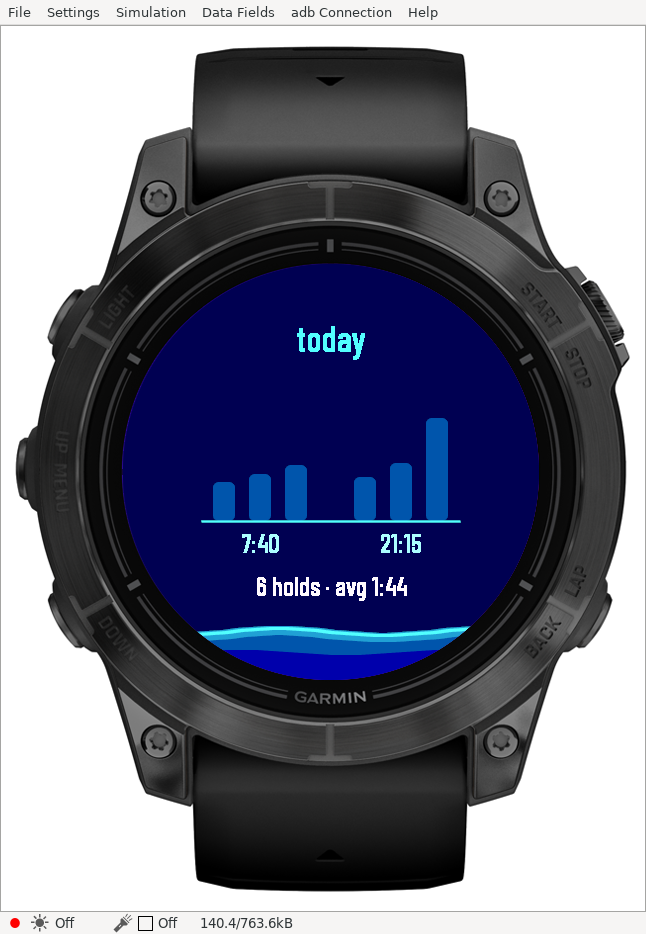 File Settings Simulation Data Fields adb Connection Help
LIGHT
START
STOP
today
UP MENU
7:40 21:15
6 holds · avg 1:44
LAP
DOWN
BACK
GARMIN
Off Off 140.4/763.6kB